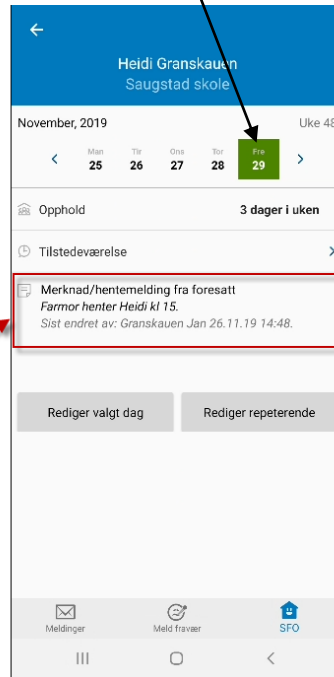 Heidi Granskauen
Saugstad skole
November, 2019 Uke 48
Man Tir Ons Tor Fre
25 26 27 28 29
Opphold 3 dager i uken
Tilstedeværelse
Merknad/hentemelding fra foresatt
Farmor henter Heidi kl 15.
Sist endret av: Granskauen Jan 26.11.19 14:48.
Rediger valgt dag Rediger repeterende
Meldinger Meld fravær SFO